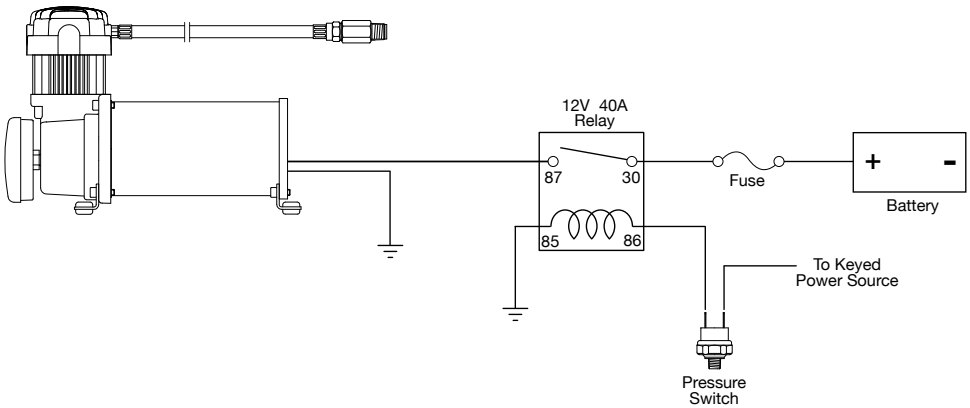 12V 40A
Relay
87
30
Fuse
+
-
Battery
85
86
To Keyed
Power Source
Pressure
Switch